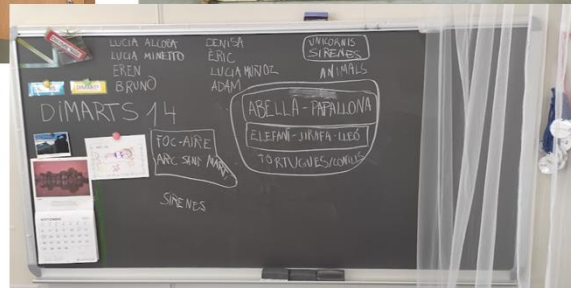 LUCIA ALCOBA
LUCIA MINETTO
EREN
BRUNO
DENISA
ERIC
LUCIA MUÑOZ
ADAM
UNICORNIS
SIRENES
ANIMALS
DIMARTS 14
FOC-AIRE
ARC SANT MARTÍ
SIRENES
ABELLA-PAPALLONA
ELEFANT-JIRAFA-LLEÓ
TORTUGUES/CONILLS